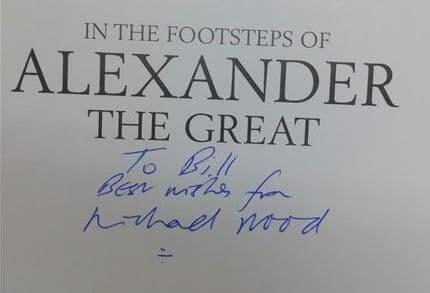 IN THE FOOTSTEPS OF
ALEXANDER
THE GREAT
To Bill
Best wishes from
Michael Wood